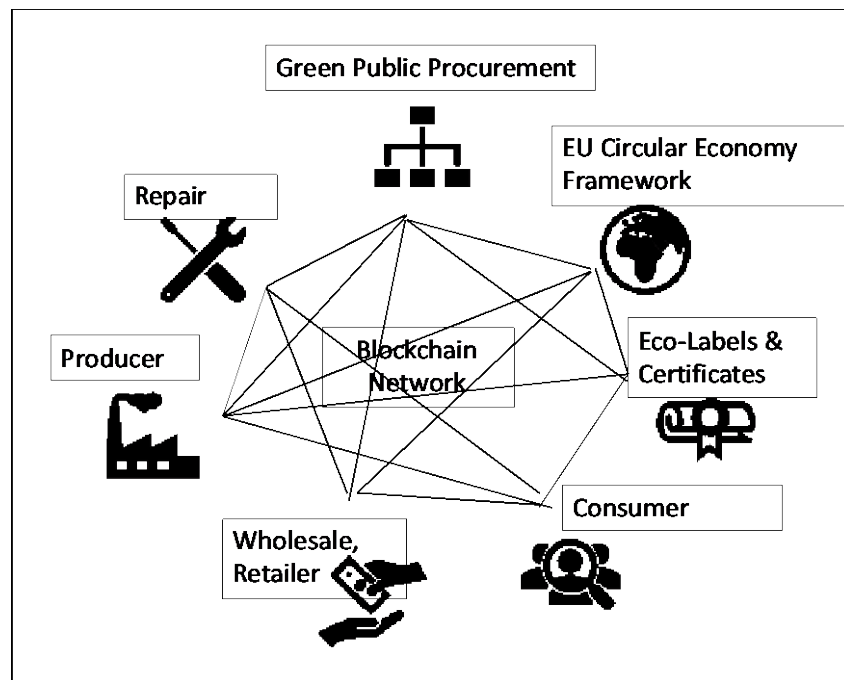 Green Public Procurement
EU Circular Economy
Framework
Repair
Blockchain
Network
Producer
Eco-Labels &
Certificates
Consumer
Wholesale,
Retailer